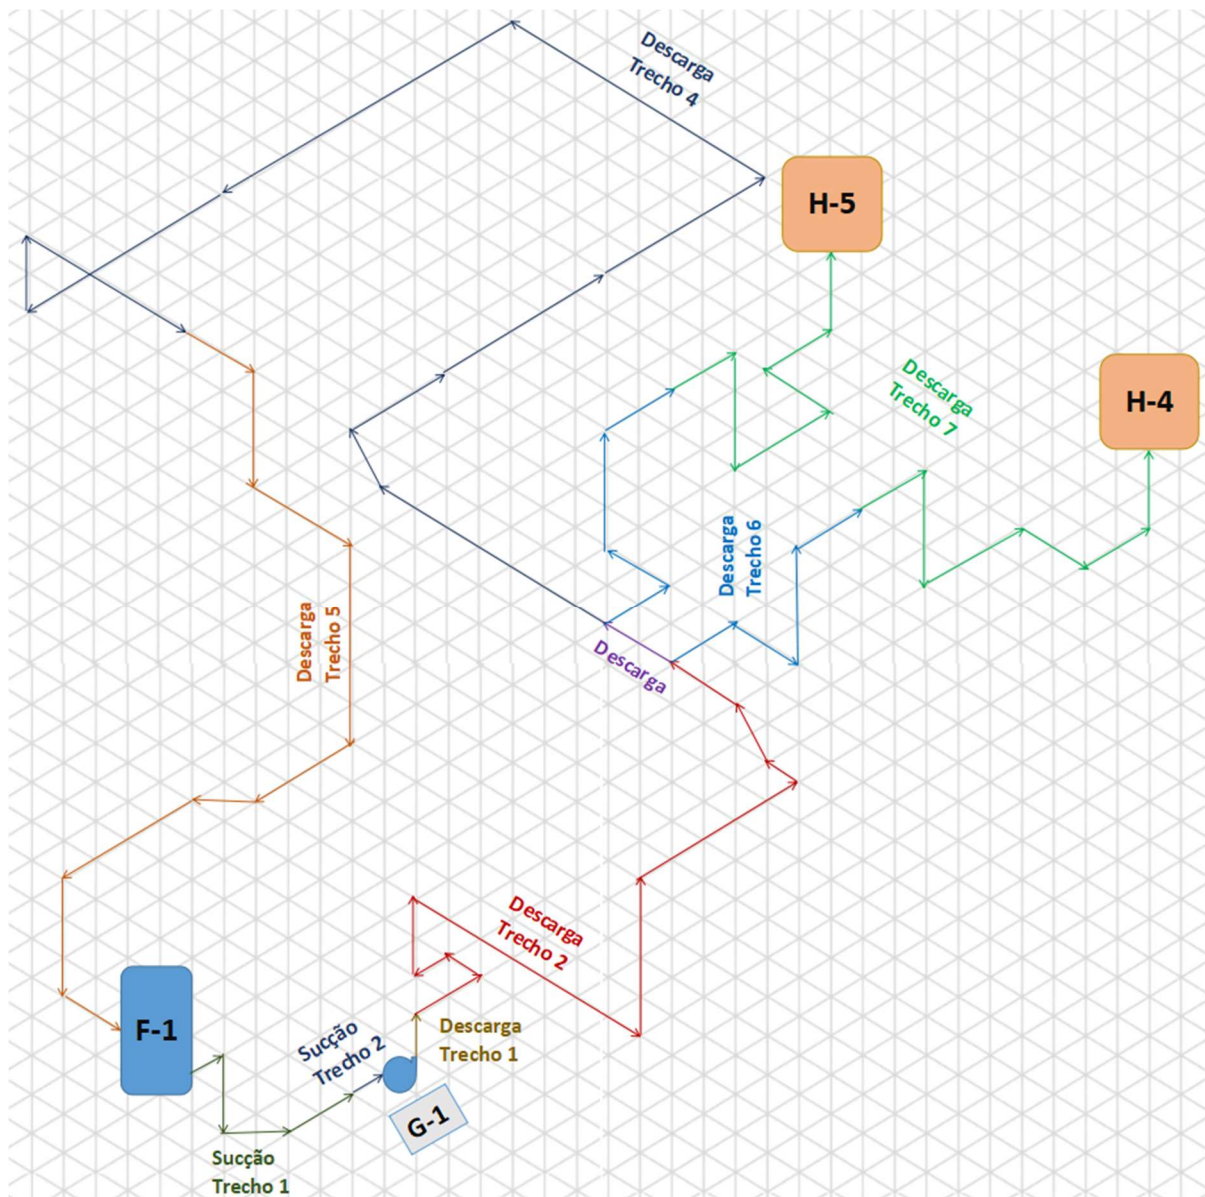 Descarga
Trecho 4
H-5
Descarga
Trecho 7
H-4
Descarga
Trecho 6
Descarga
Trecho 5
Descarga
Descarga
Trecho 2
F-1
Sucção
Trecho 2
Descarga
Trecho 1
G-1
Sucção
Trecho 1